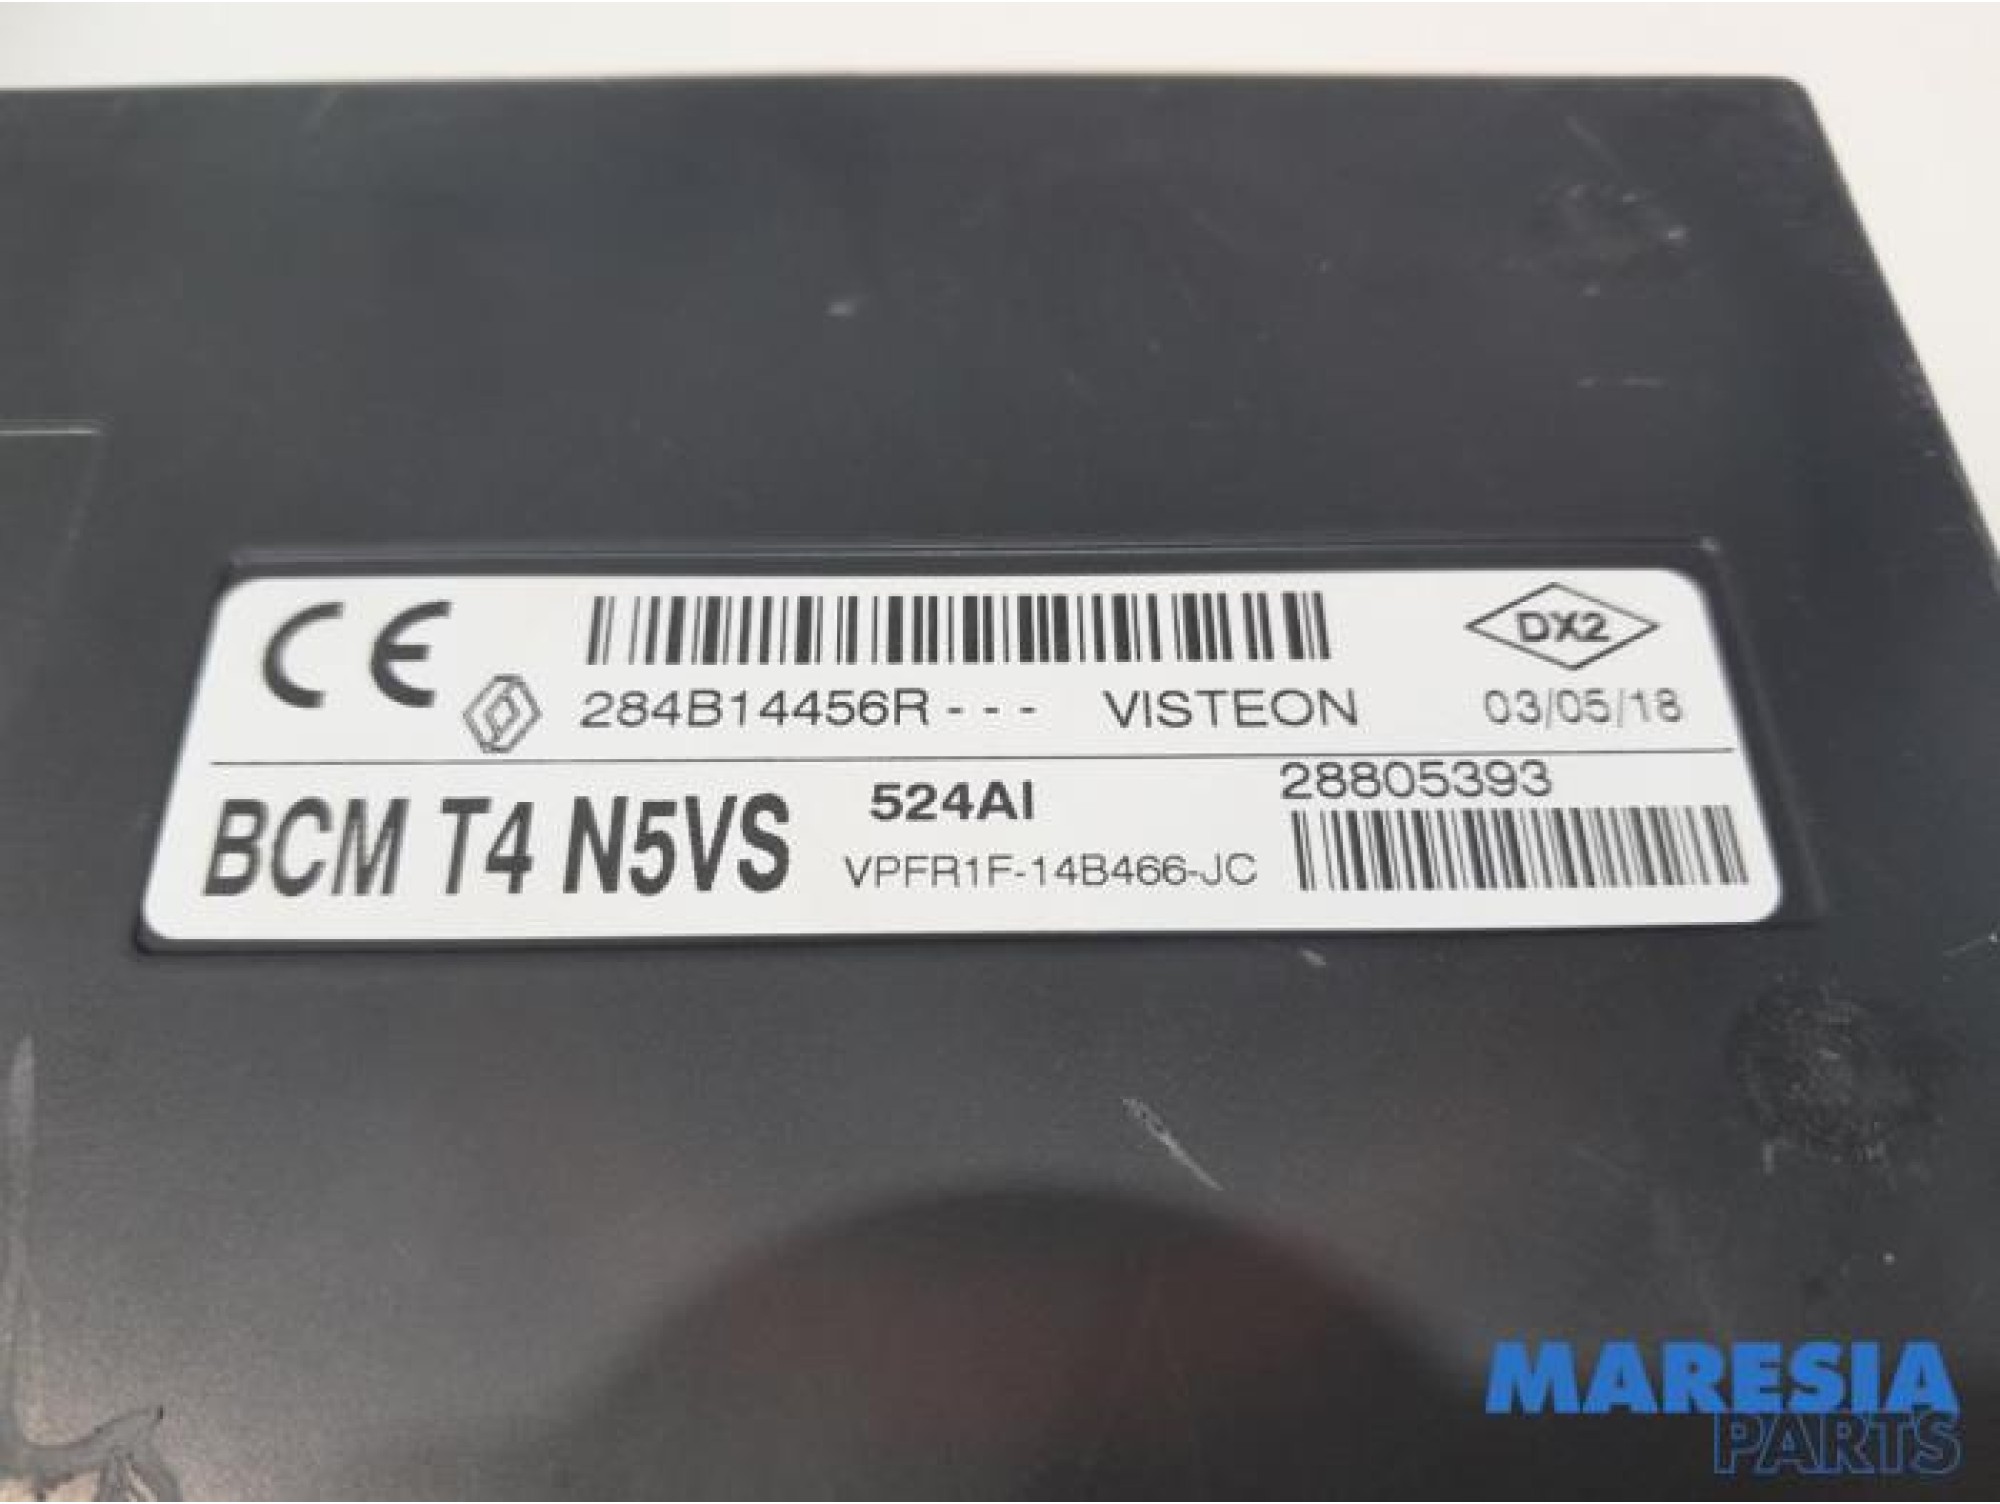 CE
DX2
284B14456R - - - VISTEON 03/05/18
BCM T4 N5VS 524AI 28805393
VPFR1F-14B466-JC
MARESIA
PARTS